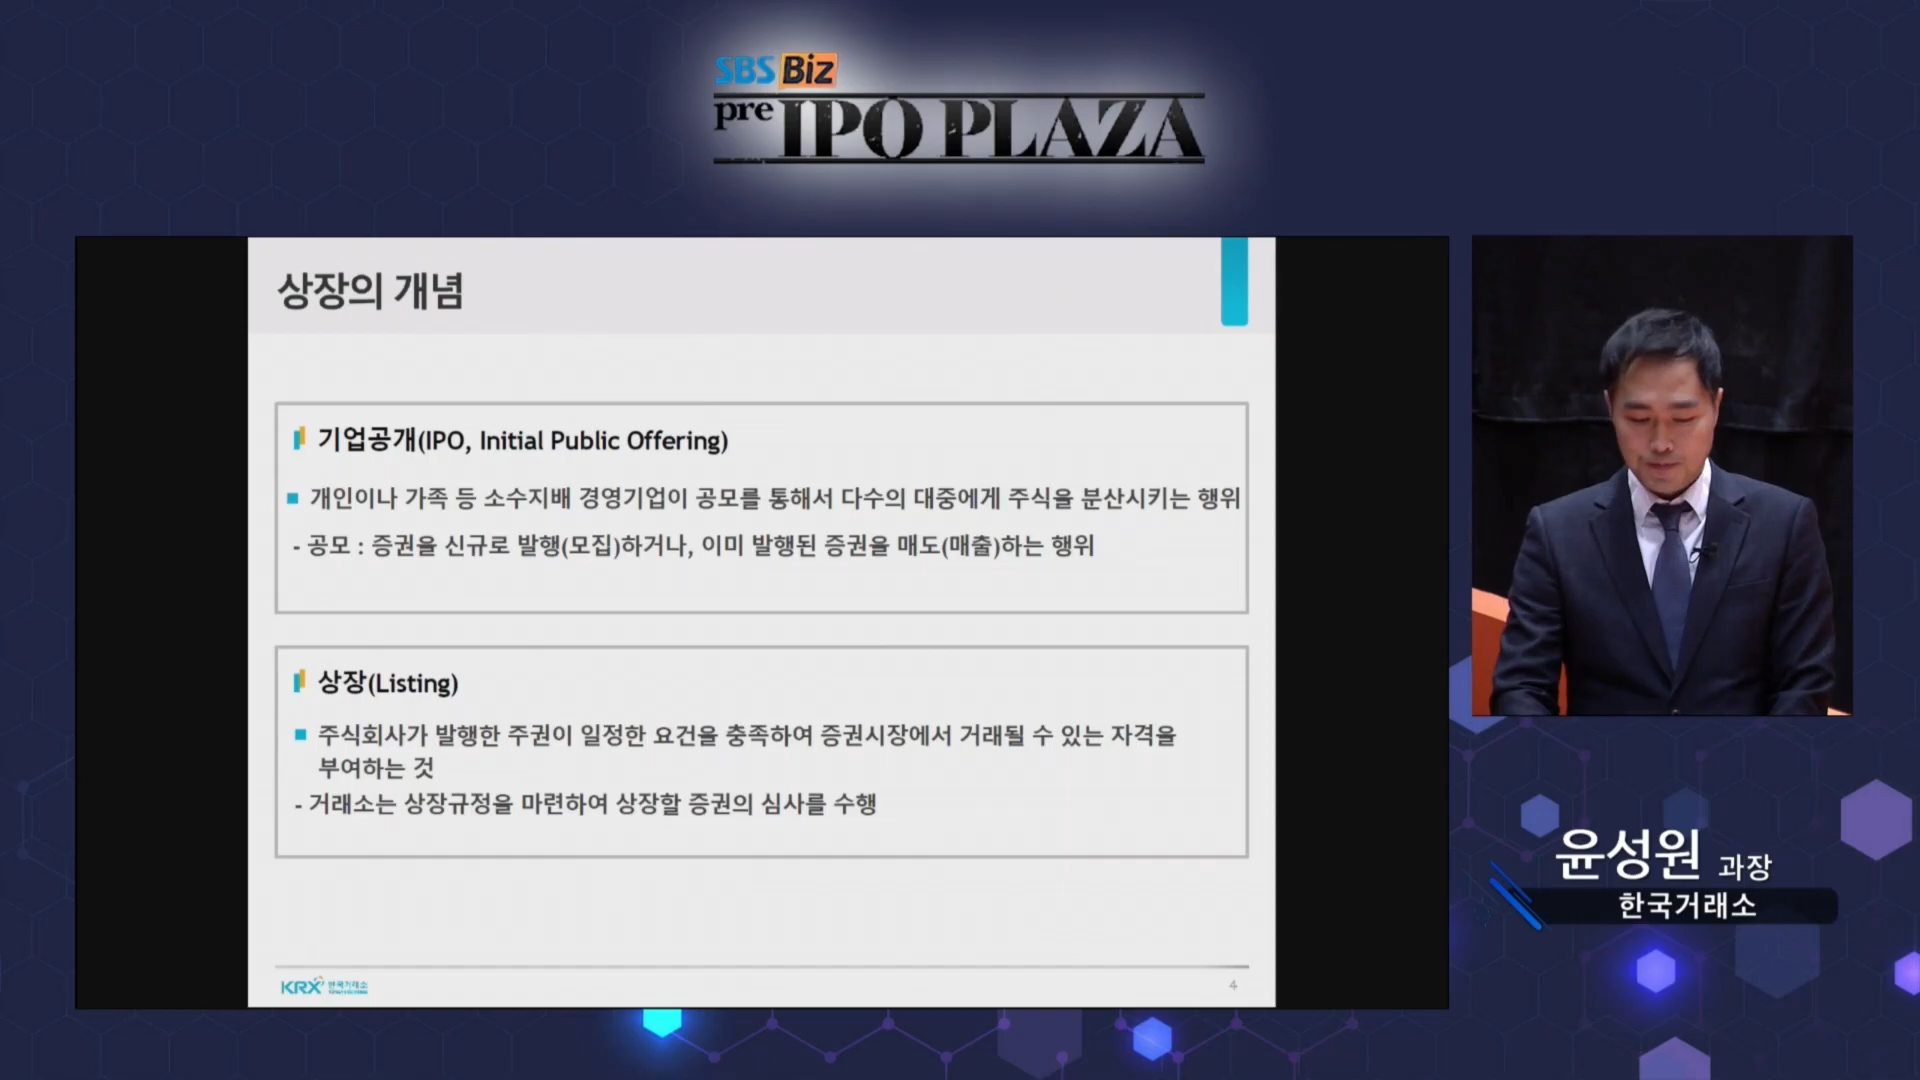 SBS Biz
pre IPO PLAZA
상장의 개념
기업공개(IPO, Initial Public Offering)
개인이나 가족 등 소수지배 경영기업이 공모를 통해서 다수의 대중에게 주식을 분산시키는 행위
- 공모 : 증권을 신규로 발행(모집)하거나, 이미 발행된 증권을 매도(매출)하는 행위
상장(Listing)
주식회사가 발행한 주권이 일정한 요건을 충족하여 증권시장에서 거래될 수 있는 자격을
부여하는 것
- 거래소는 상장규정을 마련하여 상장할 증권의 심사를 수행
KRX 한국거래소
4
윤성원 과장
한국거래소